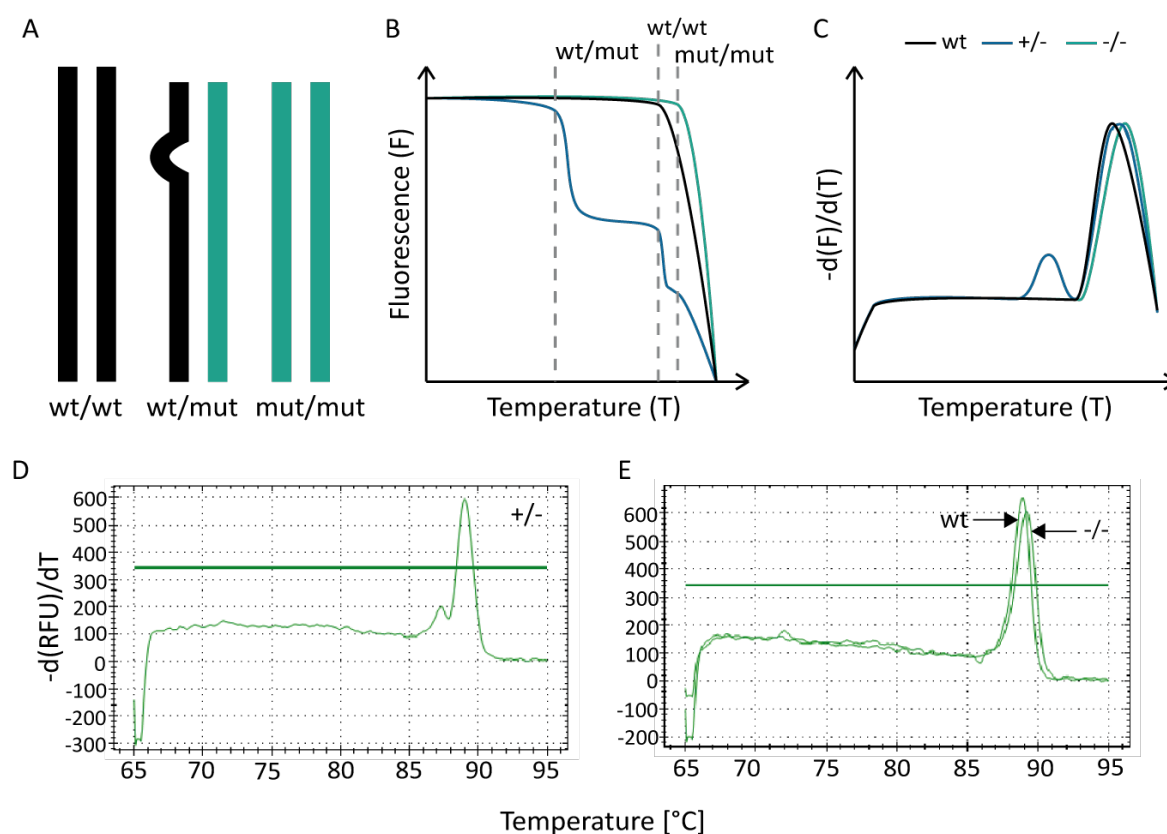 A
wt/wt wt/mut mut/mut
B
wt/wt
wt/mut mut/mut
Fluorescence (F)
Temperature (T)
C
wt +/- -/-
-d(F)/d(T)
Temperature (T)
D
+/-
-d(RFU)/dT
600
500
400
300
200
100
0
-100
-200
-300
65 70 75 80 85 90 95
E
wt -/-
600
500
400
300
200
100
0
-100
-200
65 70 75 80 85 90 95
Temperature [°C]